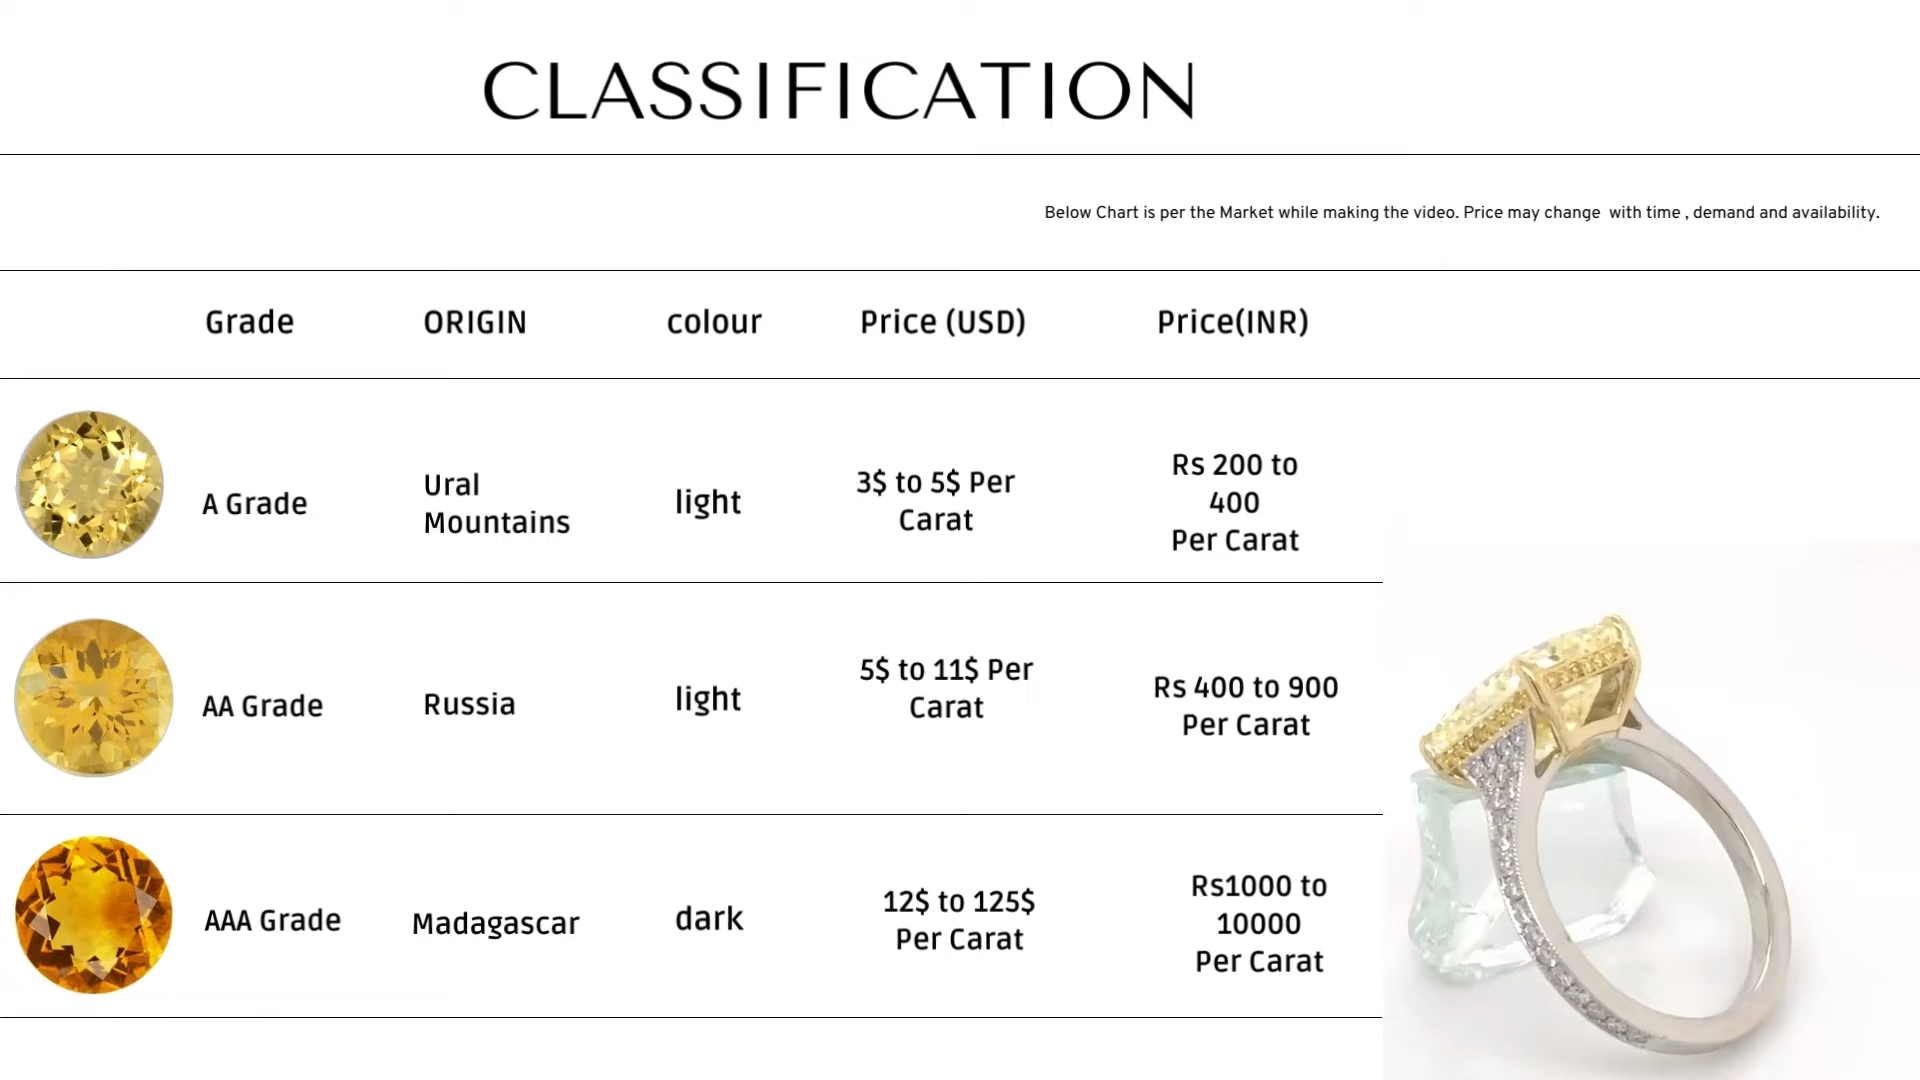 CLASSIFICATION
Below Chart is per the Market while making the video. Price may change with time , demand and availability.
Grade ORIGIN colour Price (USD) Price(INR)
A Grade
Ural
Mountains
light
3$ to 5$ Per
Carat
Rs 200 to
400
Per Carat
AA Grade
Russia
light
5$ to 11$ Per
Carat
Rs 400 to 900
Per Carat
AAA Grade
Madagascar
dark
12$ to 125$
Per Carat
Rs1000 to
10000
Per Carat